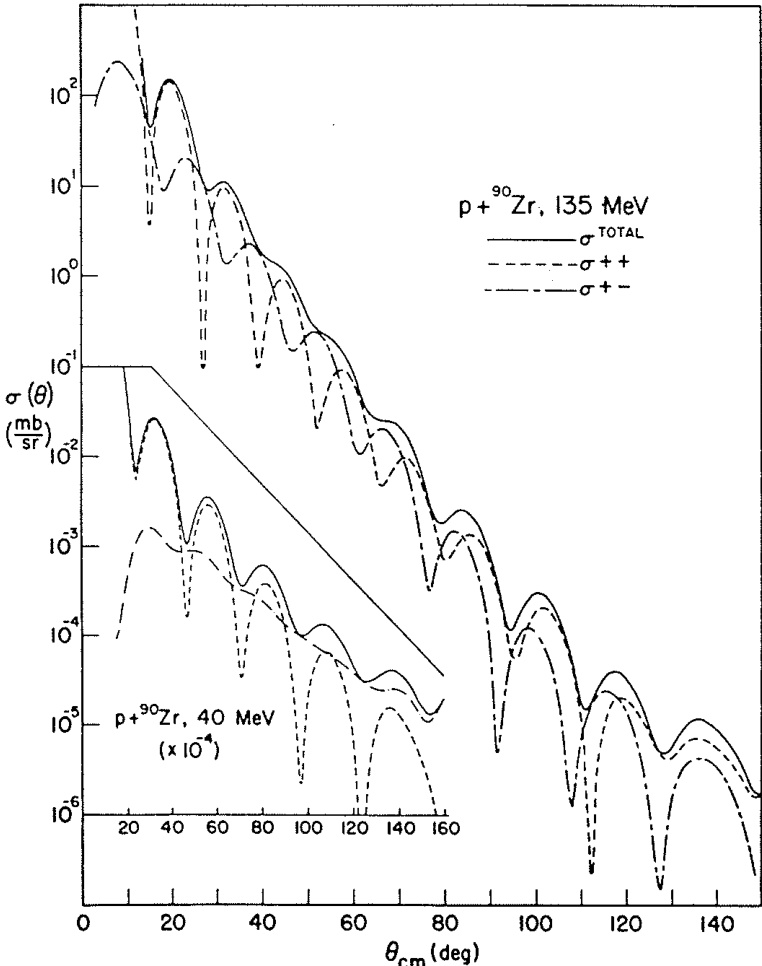 10²
10¹
10⁰
10⁻¹
10⁻²
10⁻³
10⁻⁴
10⁻⁵
10⁻⁶
σ(θ)
(mb/sr)
p+⁹⁰Zr, 135 MeV
σ TOTAL
σ++
σ+-
p+⁹⁰Zr, 40 MeV
(x10⁻⁴)
20 40 60 80 100 120 140 160
0 20 40 60 80 100 120 140
θcm (deg)